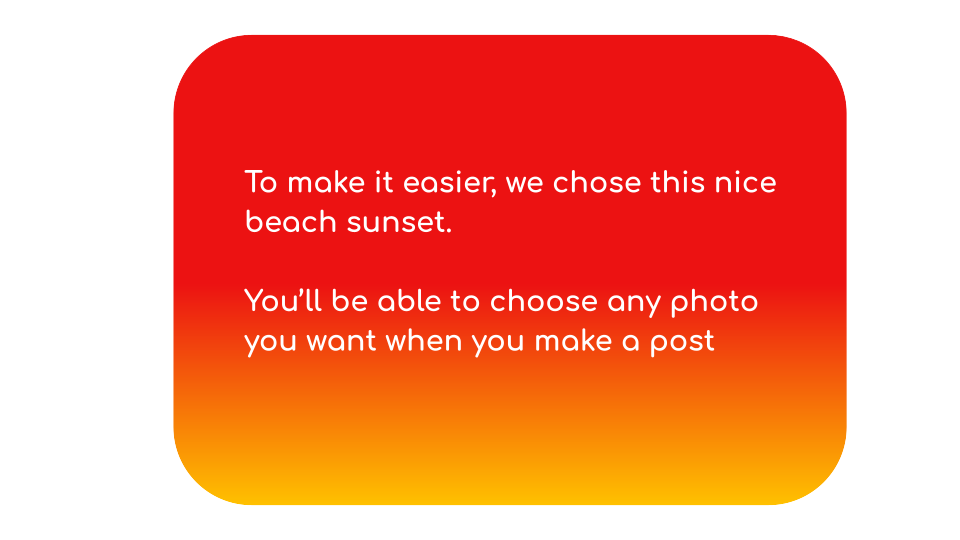 To make it easier, we chose this nice
beach sunset.
You’ll be able to choose any photo
you want when you make a post